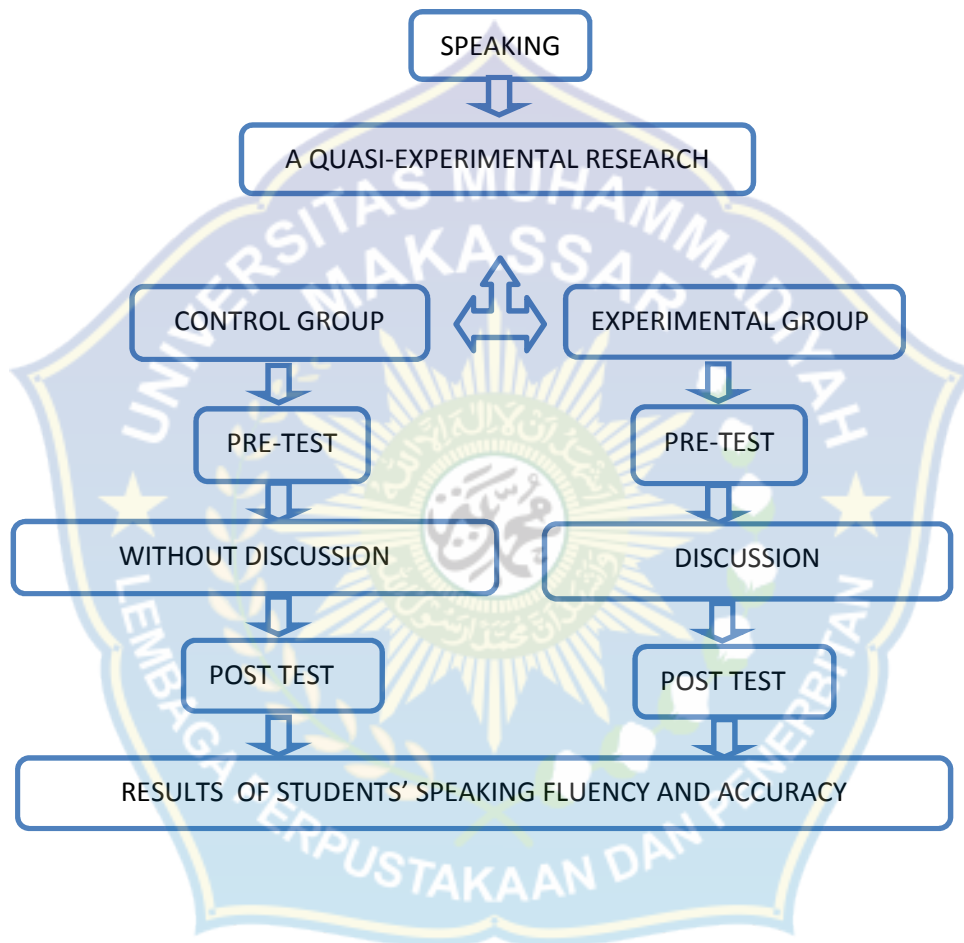 SPEAKING
A QUASI-EXPERIMENTAL RESEARCH
UNIVERSITAS MUHAMMADIYAH
MAKASSAR
CONTROL GROUP
EXPERIMENTAL GROUP
PRE-TEST
PRE-TEST
WITHOUT DISCUSSION
DISCUSSION
POST TEST
POST TEST
RESULTS OF STUDENTS’ SPEAKING FLUENCY AND ACCURACY
LEMBAGA PERPUSTAKAAN DAN PENERBITAN